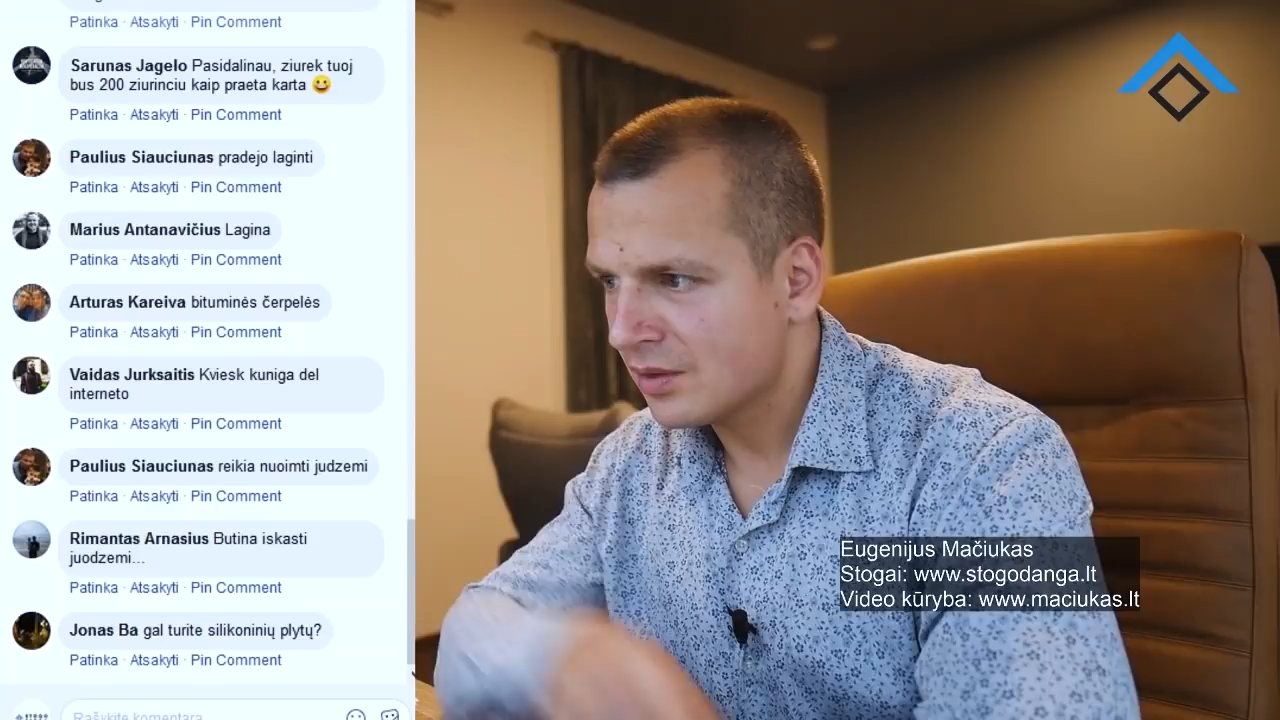 Patinka · Atsakyti · Pin Comment
Sarunas Jagelo Pasidalinau, ziurek tuoj
bus 200 ziurinciu kaip praeta karta 😀
Patinka · Atsakyti · Pin Comment
Paulius Siauciunas pradejo laginti
Patinka · Atsakyti · Pin Comment
Marius Antanavičius Lagina
Patinka · Atsakyti · Pin Comment
Arturas Kareiva bituminės čerpelės
Patinka · Atsakyti · Pin Comment
Vaidas Jurksaitis Kviesk kuniga del
interneto
Patinka · Atsakyti · Pin Comment
Paulius Siauciunas reikia nuoimti judzemi
Patinka · Atsakyti · Pin Comment
Rimantas Arnasius Butina iskasti
juodzemi...
Patinka · Atsakyti · Pin Comment
Jonas Ba gal turite silikoninių plytų?
Patinka · Atsakyti · Pin Comment
Rašykite komentarą
Eugenijus Mačiukas
Stogai: www.stogodanga.lt
Video kūryba: www.maciukas.lt